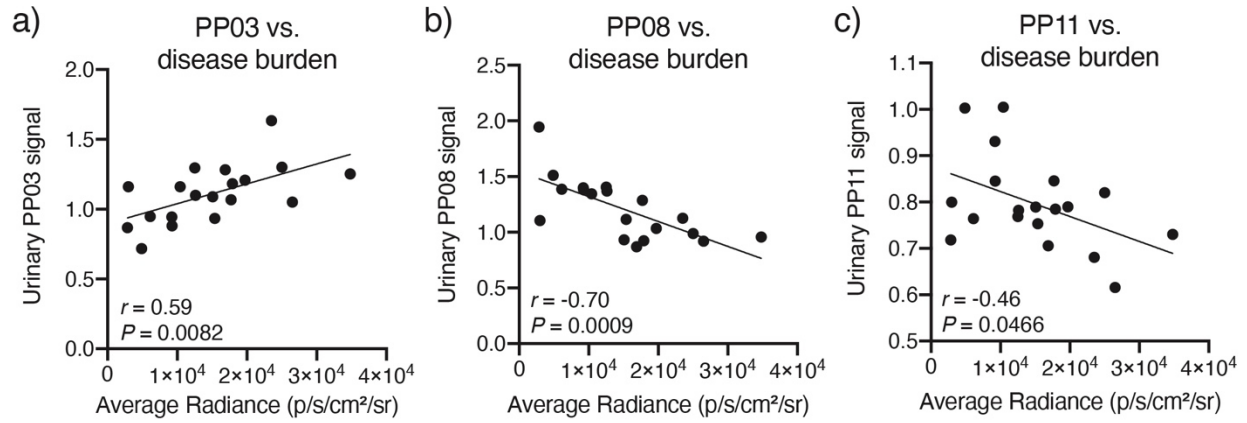 a)
PP03 vs.
disease burden
Urinary PP03 signal
2.0
1.5
1.0
0.5
0.0
r = 0.59
P = 0.0082
0 1×10⁴ 2×10⁴ 3×10⁴ 4×10⁴
Average Radiance (p/s/cm²/sr)
b)
PP08 vs.
disease burden
Urinary PP08 signal
2.5
2.0
1.5
1.0
0.5
0.0
r = -0.70
P = 0.0009
0 1×10⁴ 2×10⁴ 3×10⁴ 4×10⁴
Average Radiance (p/s/cm²/sr)
c)
PP11 vs.
disease burden
Urinary PP11 signal
1.1
1.0
0.9
0.8
0.7
0.6
0.5
r = -0.46
P = 0.0466
0 1×10⁴ 2×10⁴ 3×10⁴ 4×10⁴
Average Radiance (p/s/cm²/sr)